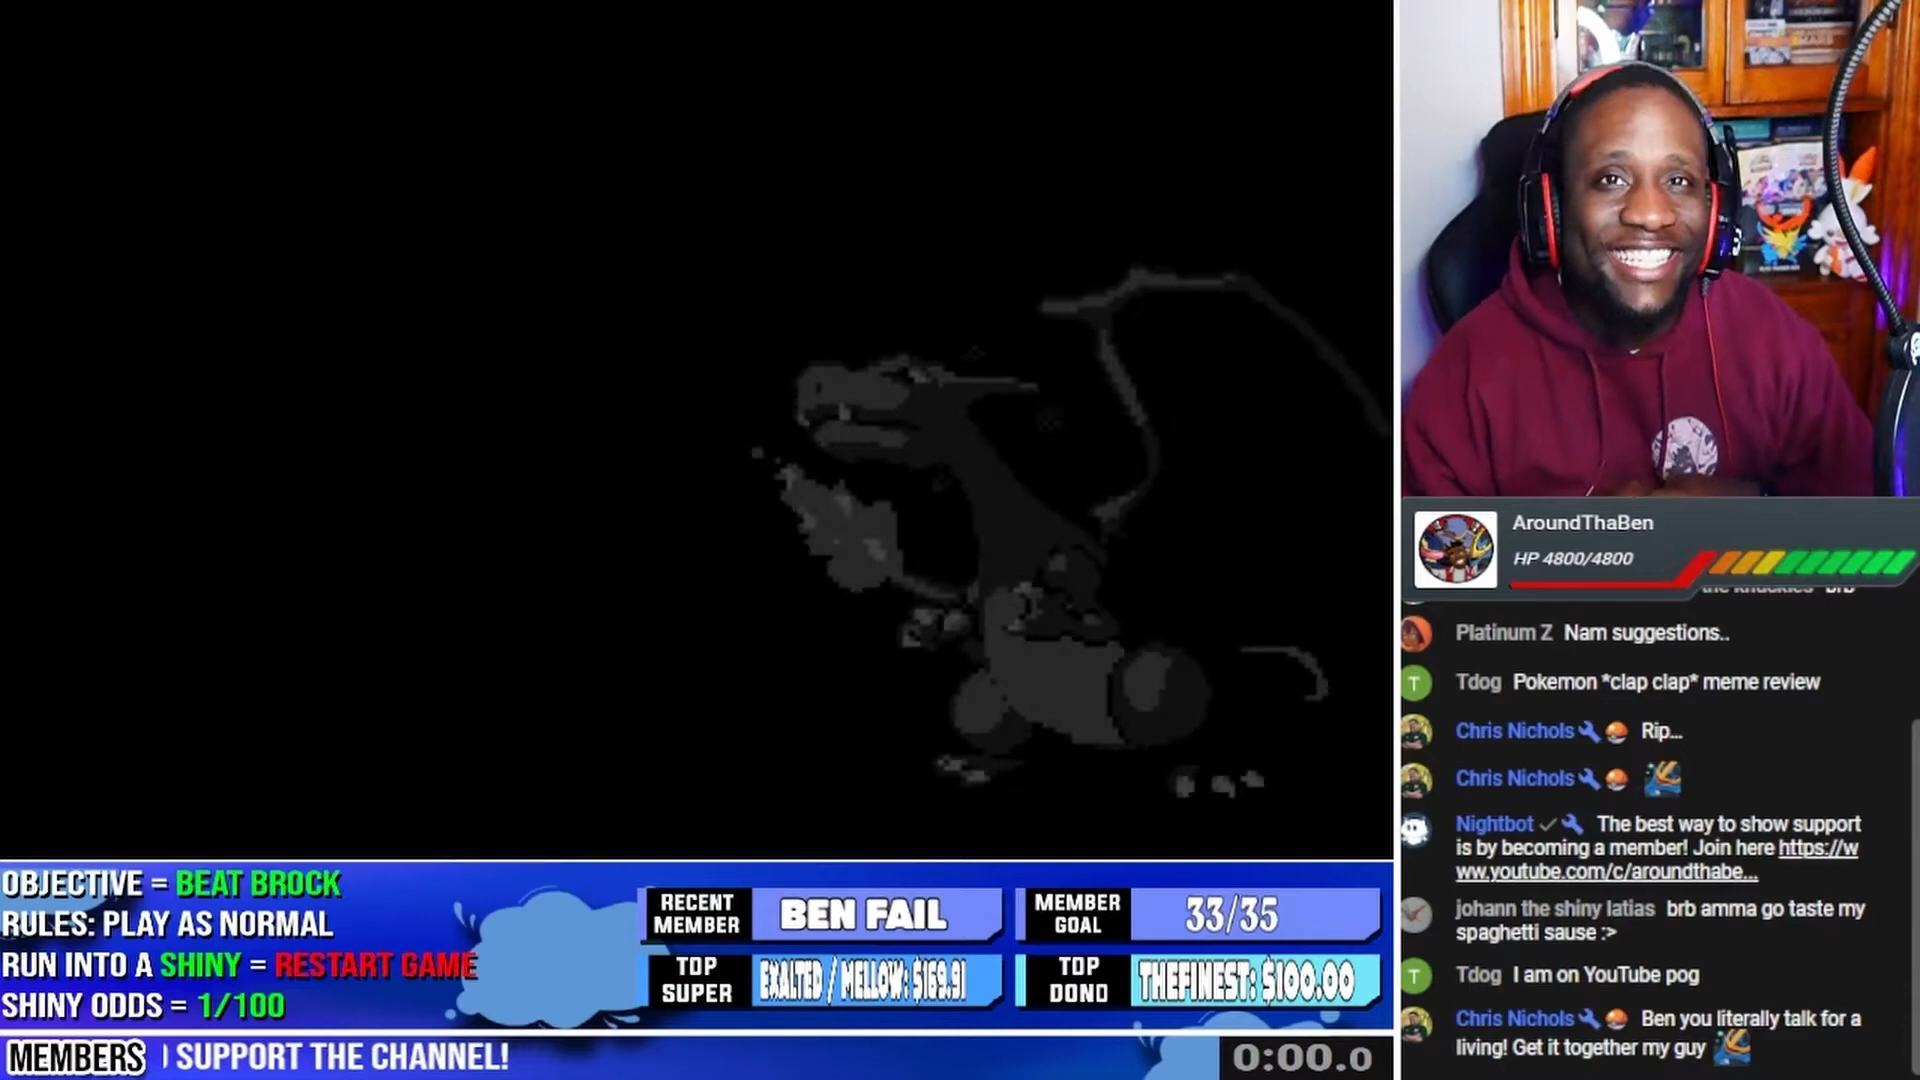 AroundThaBen
HP 4800/4800
the knuckles brb
Platinum Z Nam suggestions..
Tdog Pokemon *clap clap* meme review
Chris Nichols Rip...
Chris Nichols
Nightbot The best way to show support
is by becoming a member! Join here https://w
ww.youtube.com/c/aroundthabe...
johann the shiny latias brb amma go taste my
spaghetti sause :>
T Tdog I am on YouTube pog
Chris Nichols Ben you literally talk for a
living! Get it together my guy
OBJECTIVE = BEAT BROCK
RULES: PLAY AS NORMAL
RUN INTO A SHINY = RESTART GAME
SHINY ODDS = 1/100
RECENT
MEMBER
BEN FAIL
MEMBER
GOAL
33/35
TOP
SUPER
EXALTED / MELLOW: $169.91
TOP
DONO
THEFINEST: $100.00
MEMBERS
SUPPORT THE CHANNEL!
0:00.0